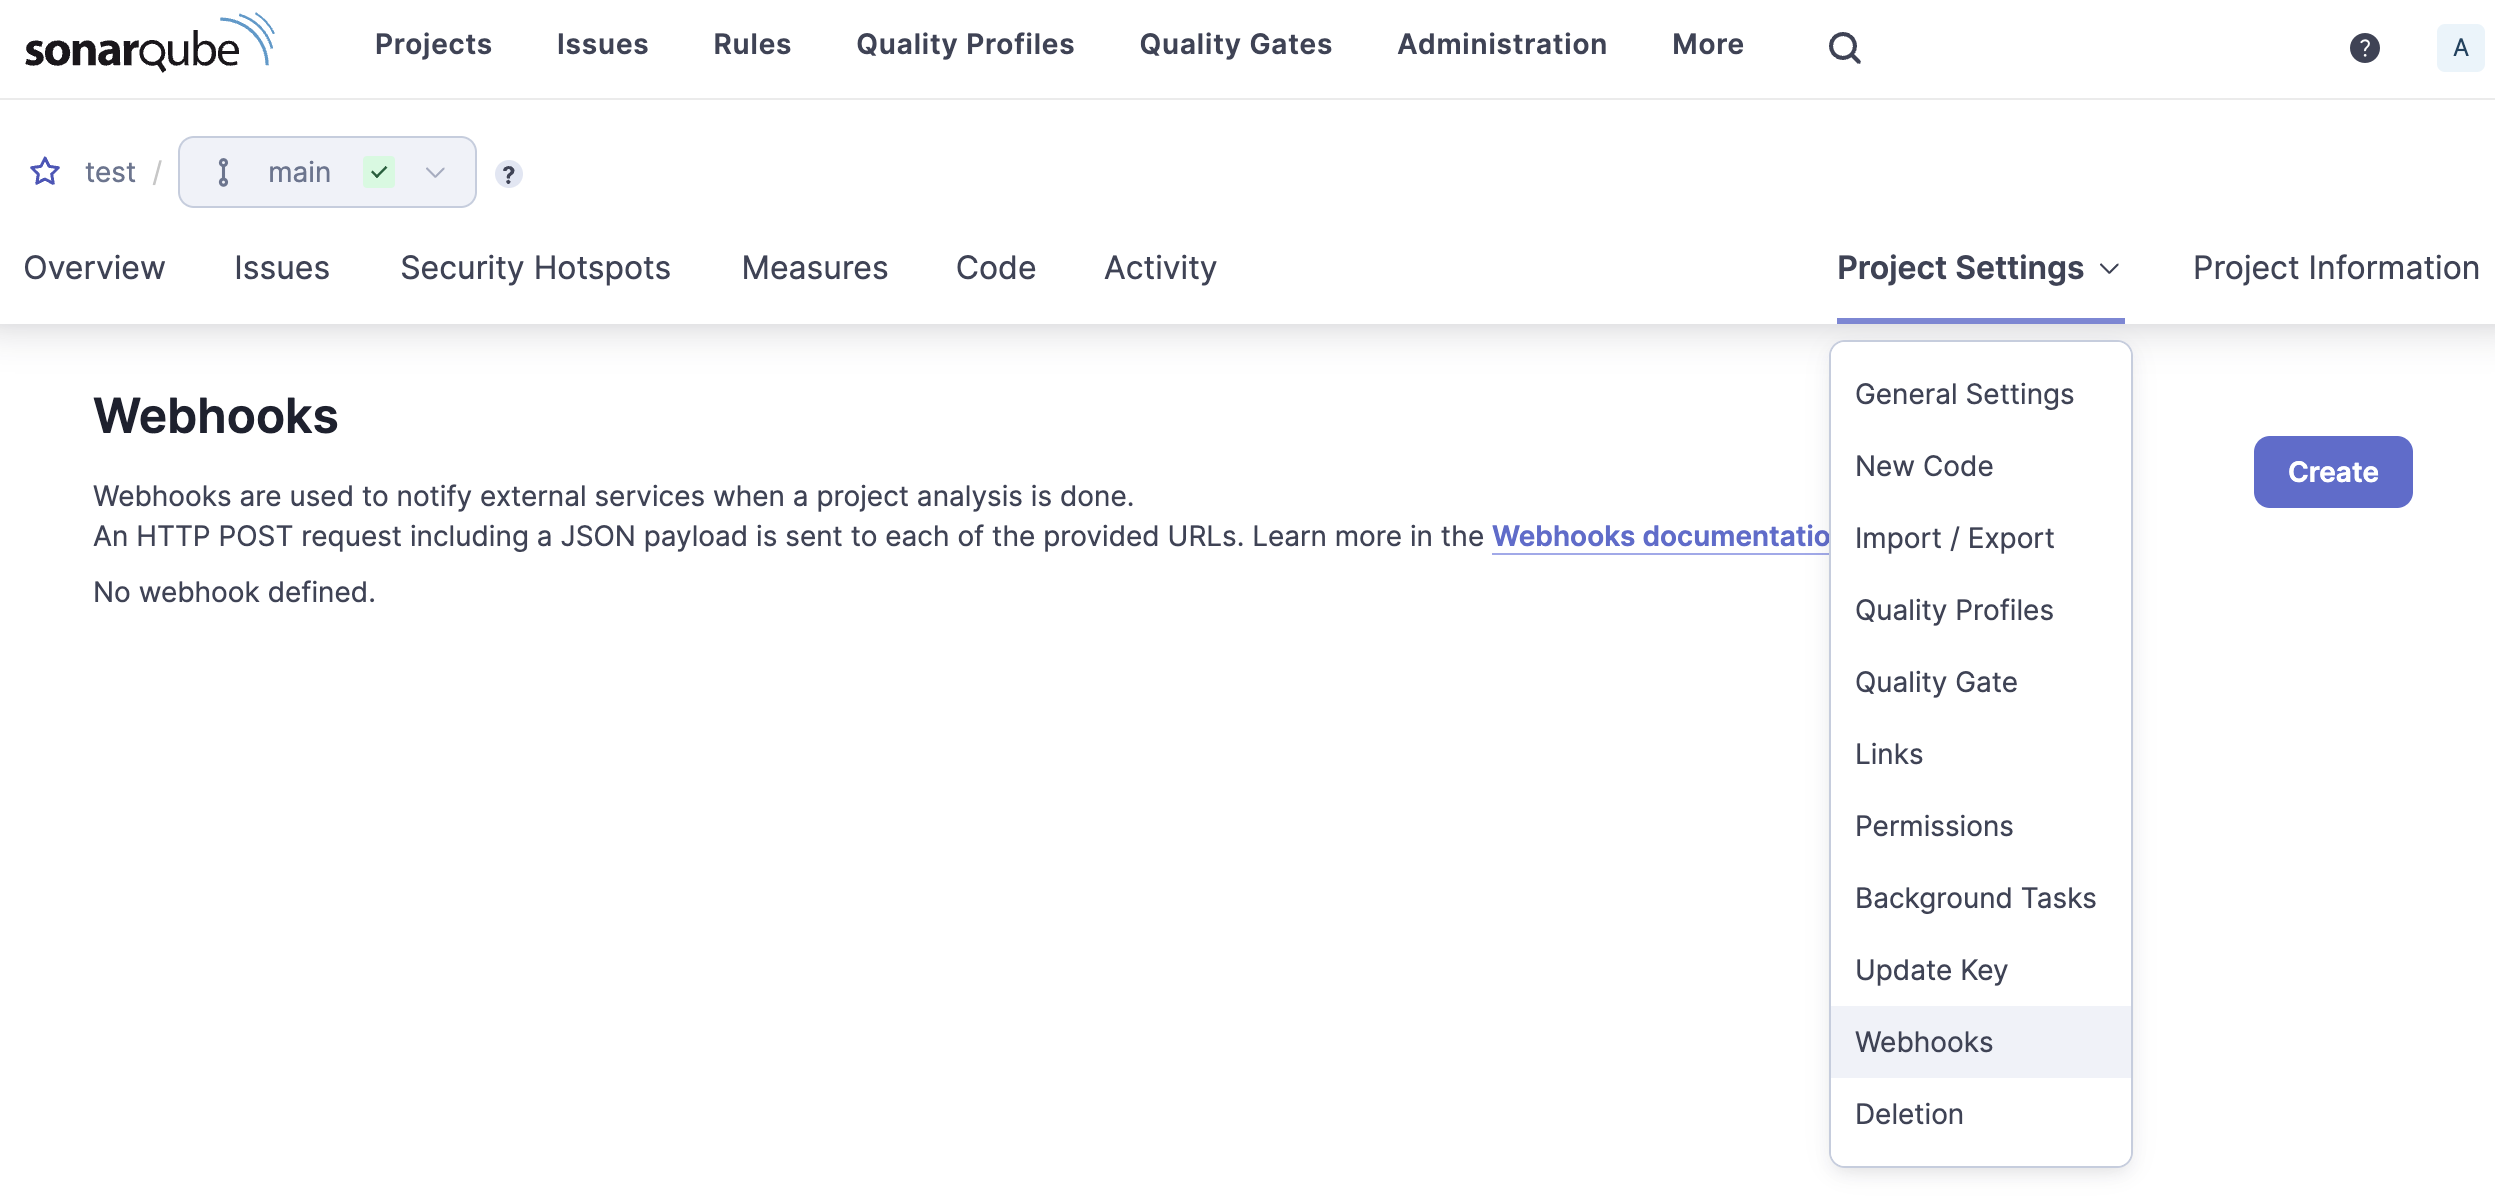 sonarqube
Projects Issues Rules Quality Profiles Quality Gates Administration More ? A
test / main ?
Overview Issues Security Hotspots Measures Code Activity Project Settings Project Information
Webhooks
Webhooks are used to notify external services when a project analysis is done.
An HTTP POST request including a JSON payload is sent to each of the provided URLs. Learn more in the Webhooks documentatio
No webhook defined.
Create
General Settings
New Code
Import / Export
Quality Profiles
Quality Gate
Links
Permissions
Background Tasks
Update Key
Webhooks
Deletion